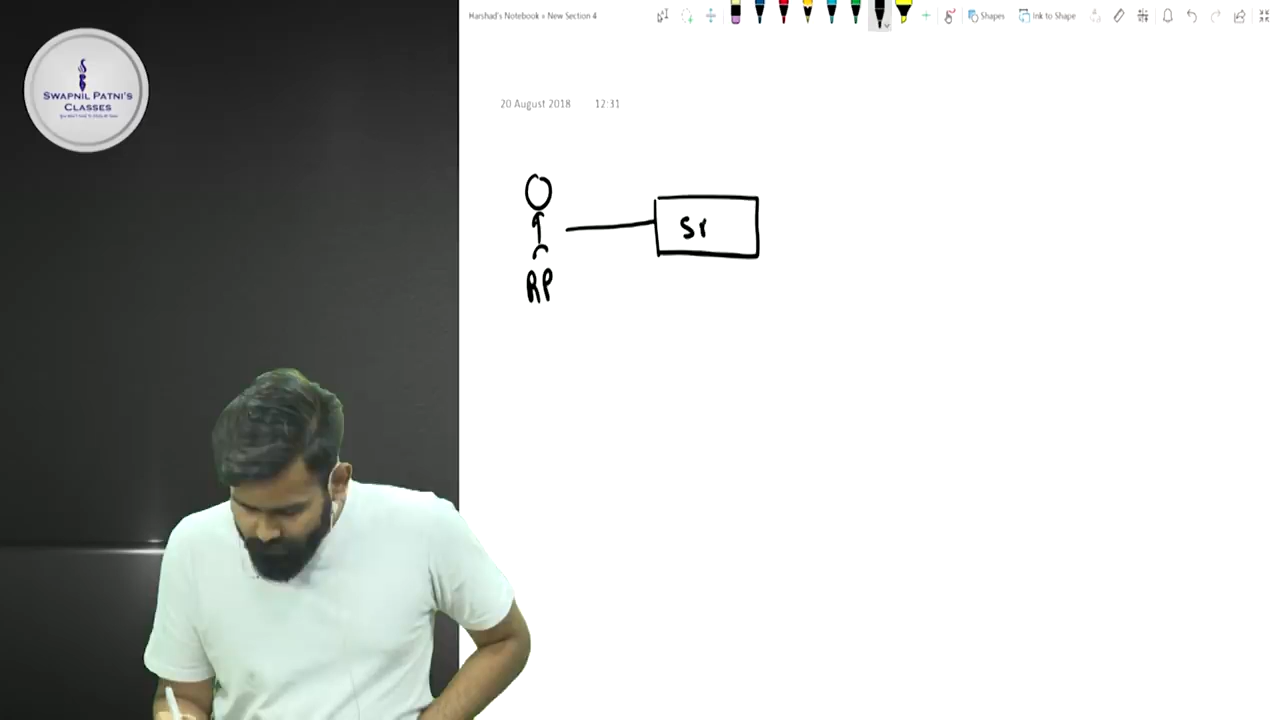 Harshad's Notebook » New Section 4
Shapes
Ink to Shape
SWAPNIL PATNI'S
CLASSES
20 August 2018 12:31
Sr
RP